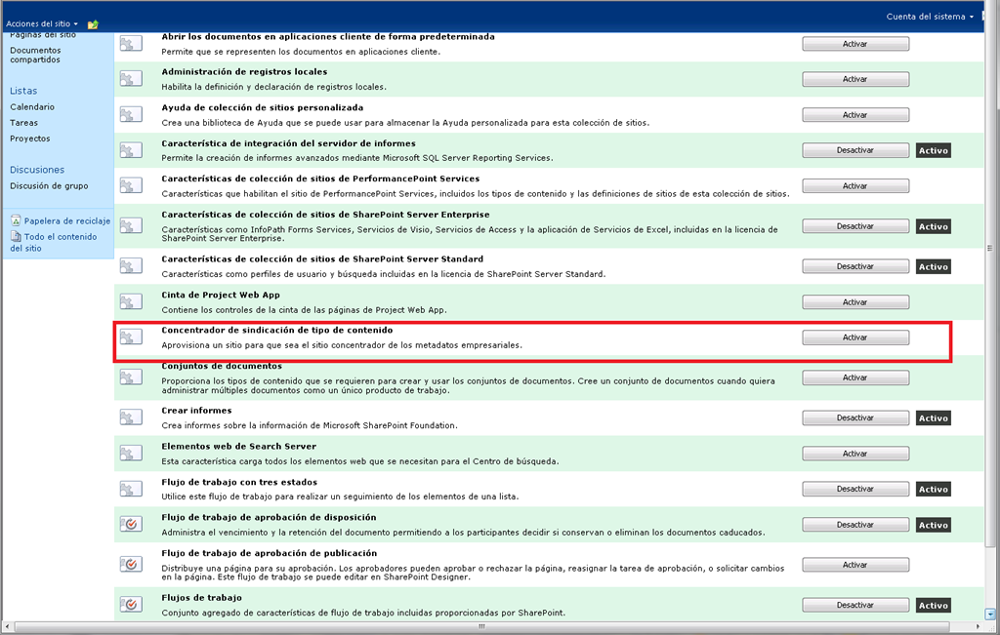 Acciones del sitio
Cuenta del sistema
Páginas del sitio
Documentos
compartidos
Listas
Calendario
Tareas
Proyectos
Discusiones
Discusión de grupo
Papelera de reciclaje
Todo el contenido
del sitio
Abrir los documentos en aplicaciones cliente de forma predeterminada
Permite que se representen los documentos en aplicaciones cliente.
Activar
Administración de registros locales
Habilita la definición y declaración de registros locales.
Activar
Ayuda de colección de sitios personalizada
Crea una biblioteca de Ayuda que se puede usar para almacenar la Ayuda personalizada para esta colección de sitios.
Activar
Característica de integración del servidor de informes
Permite la creación de informes avanzados mediante Microsoft SQL Server Reporting Services.
Desactivar Activo
Características de colección de sitios de PerformancePoint Services
Características que habilitan el sitio de PerformancePoint Services, incluidos los tipos de contenido y las definiciones de sitios de esta colección de sitios.
Activar
Características de colección de sitios de SharePoint Server Enterprise
Características como InfoPath Forms Services, Servicios de Visio, Servicios de Access y la aplicación de Servicios de Excel, incluidas en la licencia de
SharePoint Server Enterprise.
Desactivar Activo
Características de colección de sitios de SharePoint Server Standard
Características como perfiles de usuario y búsqueda incluidas en la licencia de SharePoint Server Standard.
Desactivar Activo
Cinta de Project Web App
Contiene los controles de la cinta de las páginas de Project Web App.
Activar
Concentrador de sindicación de tipo de contenido
Aprovisiona un sitio para que sea el sitio concentrador de los metadatos empresariales.
Activar
Conjuntos de documentos
Proporciona los tipos de contenido que se requieren para crear y usar los conjuntos de documentos. Cree un conjunto de documentos cuando quiera
administrar múltiples documentos como un único producto de trabajo.
Activar
Crear informes
Crea informes sobre la información de Microsoft SharePoint Foundation.
Desactivar Activo
Elementos web de Search Server
Esta característica carga todos los elementos web que se necesitan para el Centro de búsqueda.
Activar
Flujo de trabajo con tres estados
Utilice este flujo de trabajo para realizar un seguimiento de los elementos de una lista.
Desactivar Activo
Flujo de trabajo de aprobación de disposición
Administra el vencimiento y la retención del documento permitiendo a los participantes decidir si conservan o eliminan los documentos caducados.
Desactivar Activo
Flujo de trabajo de aprobación de publicación
Distribuye una página para su aprobación. Los aprobadores pueden aprobar o rechazar la página, reasignar la tarea de aprobación, o solicitar cambios
en la página. Este flujo de trabajo se puede editar en SharePoint Designer.
Activar
Flujos de trabajo
Conjunto agregado de características de flujo de trabajo incluidas proporcionados por SharePoint.
Desactivar Activo